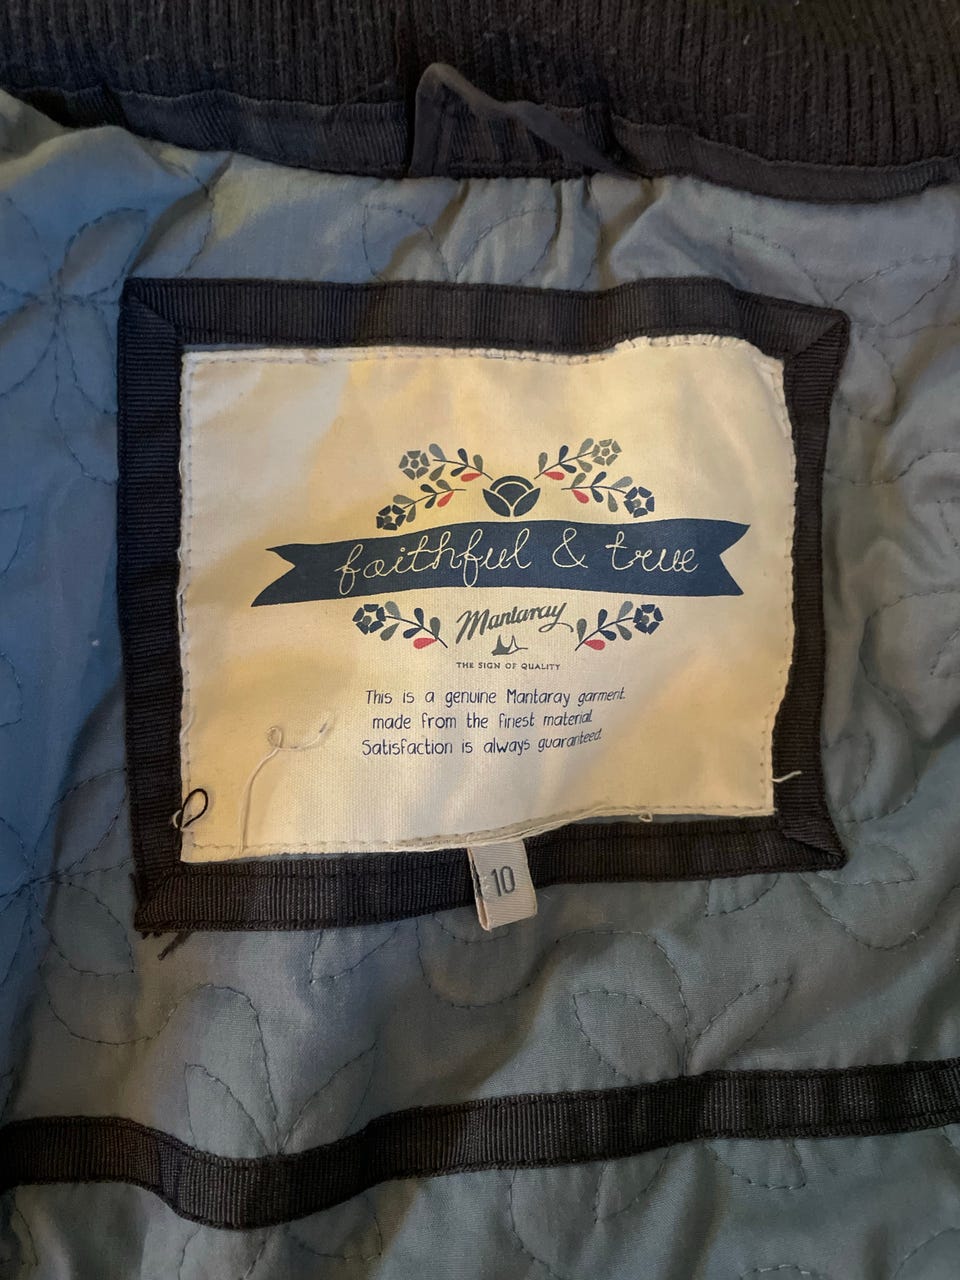 faithful & true
Mantaray
THE SIGN OF QUALITY
This is a genuine Mantaray garment.
made from the finest material.
Satisfaction is always guaranteed.
10